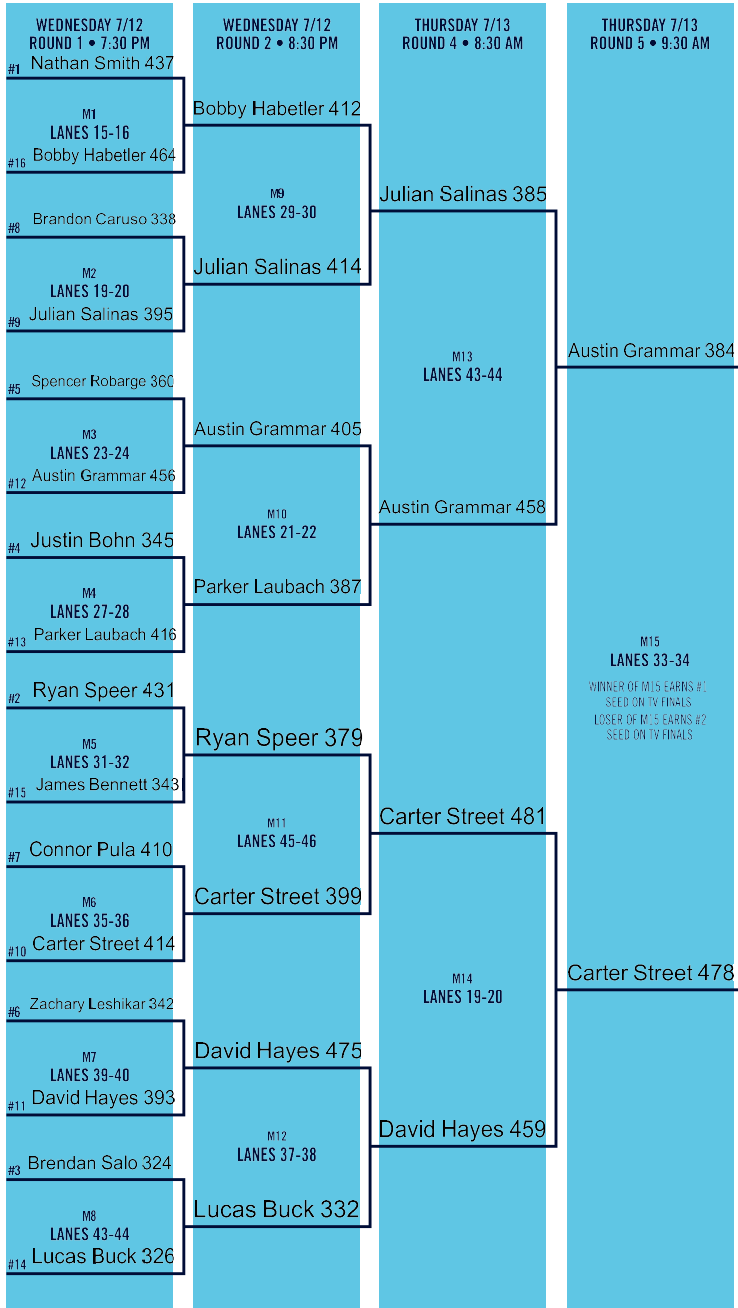 WEDNESDAY 7/12
ROUND 1 • 7:30 PM
#1 Nathan Smith 437
M1
LANES 15-16
#16 Bobby Habetler 464
#8 Brandon Caruso 338
M2
LANES 19-20
#9 Julian Salinas 395
#5 Spencer Robarge 360
M3
LANES 23-24
#12 Austin Grammar 456
#4 Justin Bohn 345
M4
LANES 27-28
#13 Parker Laubach 416
#2 Ryan Speer 431
M5
LANES 31-32
#15 James Bennett 343
#7 Connor Pula 410
M6
LANES 35-36
#10 Carter Street 414
#6 Zachary Leshikar 342
M7
LANES 39-40
#11 David Hayes 393
#3 Brendan Salo 324
M8
LANES 43-44
#14 Lucas Buck 326
WEDNESDAY 7/12
ROUND 2 • 8:30 PM
Bobby Habetler 412
M9
LANES 29-30
Julian Salinas 414
Austin Grammar 405
M10
LANES 21-22
Parker Laubach 387
Ryan Speer 379
M11
LANES 45-46
Carter Street 399
David Hayes 475
M12
LANES 37-38
Lucas Buck 332
THURSDAY 7/13
ROUND 4 • 8:30 AM
Julian Salinas 385
M13
LANES 43-44
Austin Grammar 458
Carter Street 481
M14
LANES 19-20
David Hayes 459
THURSDAY 7/13
ROUND 5 • 9:30 AM
Austin Grammar 384
M15
LANES 33-34
WINNER OF M15 EARNS #1
SEED ON TV FINALS
LOSER OF M15 EARNS #2
SEED ON TV FINALS
Carter Street 478